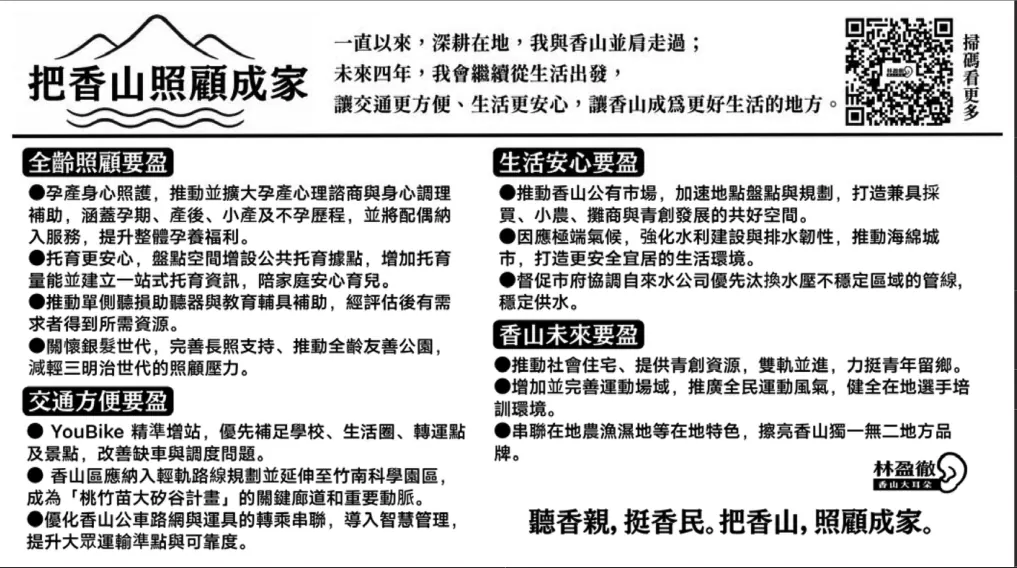 把香山照顧成家
一直以來，深耕在地，我與香山並肩走過；
未來四年，我會繼續從生活出發，
讓交通更方便、生活更安心，讓香山成為更好生活的地方。
掃碼看更多
全齡照顧要盈
●孕產身心照護，推動並擴大孕產心理諮商與身心調理
補助，涵蓋孕期、產後、小產及不孕歷程，並將配偶納
入服務，提升整體孕養福利。
●托育更安心，盤點空間增設公共托育據點，增加托育
量能並建立一站式托育資訊，陪家庭安心育兒。
●推動單側聽損助聽器與教育輔具補助，經評估後有需
求者得到所需資源。
●關懷銀髮世代，完善長照支持、推動全齡友善公園，
減輕三明治世代的照顧壓力。
交通方便要盈
● YouBike 精準增站，優先補足學校、生活圈、轉運點
及景點，改善缺車與調度問題。
● 香山區應納入輕軌路線規劃並延伸至竹南科學園區，
成為「桃竹苗大矽谷計畫」的關鍵廊道和重要動脈。
●優化香山公車路網與運具的轉乘串聯，導入智慧管理，
提升大眾運輸準點與可靠度。
生活安心要盈
●推動香山公有市場，加速地點盤點與規劃，打造兼具採
買、小農、攤商與青創發展的共好空間。
●因應極端氣候，強化水利建設與排水韌性，推動海綿城
市，打造更安全宜居的生活環境。
●督促市府協調自來水公司優先汰換水壓不穩定區域的管線，
穩定供水。
香山未來要盈
●推動社會住宅、提供青創資源，雙軌並進，力挺青年留鄉。
●增加並完善運動場域，推廣全民運動風氣，健全在地選手培
訓環境。
●串聯在地農漁濕地等在地特色，擦亮香山獨一無二地方品
牌。
林盈徹
香山大耳朵
聽香親，挺香民。把香山，照顧成家。